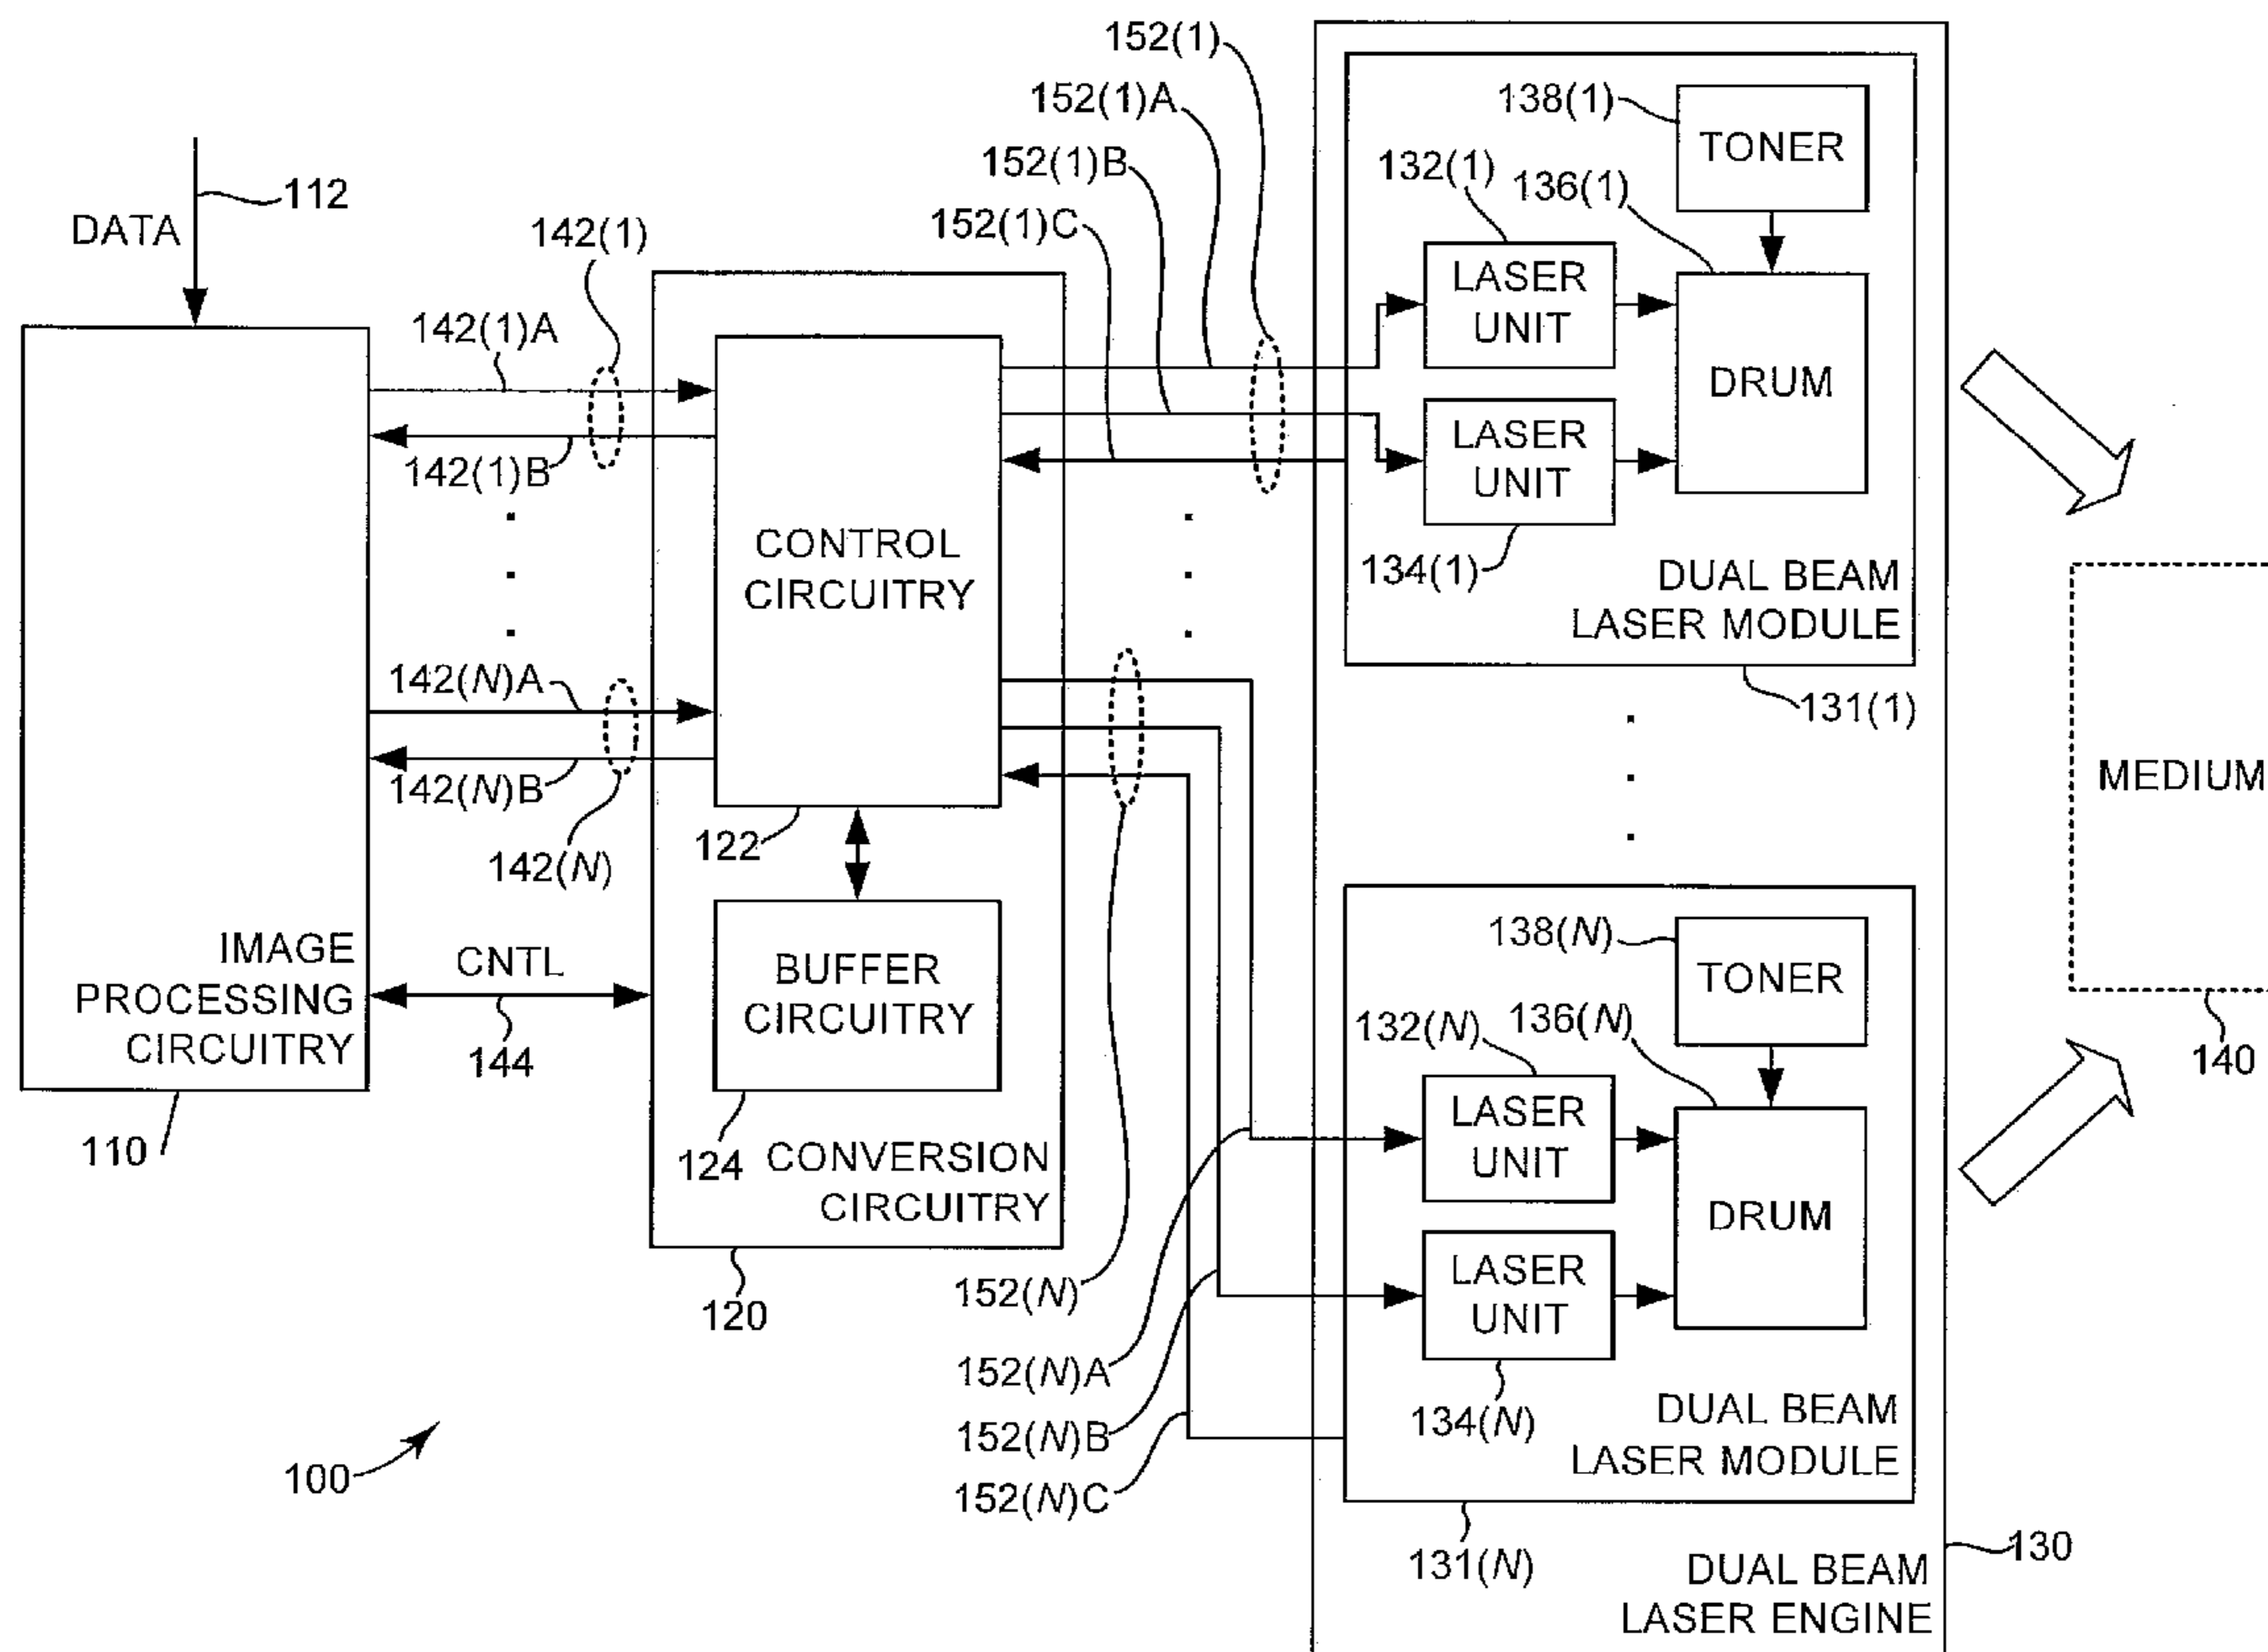 152(1)
152(1)A
152(1)B
152(1)C
138(1)
TONER
132(1)
136(1)
LASER
UNIT
DRUM
LASER
UNIT
134(1)
DUAL BEAM
LASER MODULE
131(1)
112
DATA
142(1)
142(1)A
142(1)B
142(N)A
142(N)B
142(N)
CONTROL
CIRCUITRY
122
IMAGE
PROCESSING
CIRCUITRY
110
CNTL
144
BUFFER
CIRCUITRY
124
CONVERSION
CIRCUITRY
120
MEDIUM
140
138(N)
TONER
132(N)
136(N)
LASER
UNIT
DRUM
LASER
UNIT
134(N)
DUAL BEAM
LASER MODULE
131(N)
152(N)
152(N)A
152(N)B
152(N)C
100
130
DUAL BEAM
LASER ENGINE